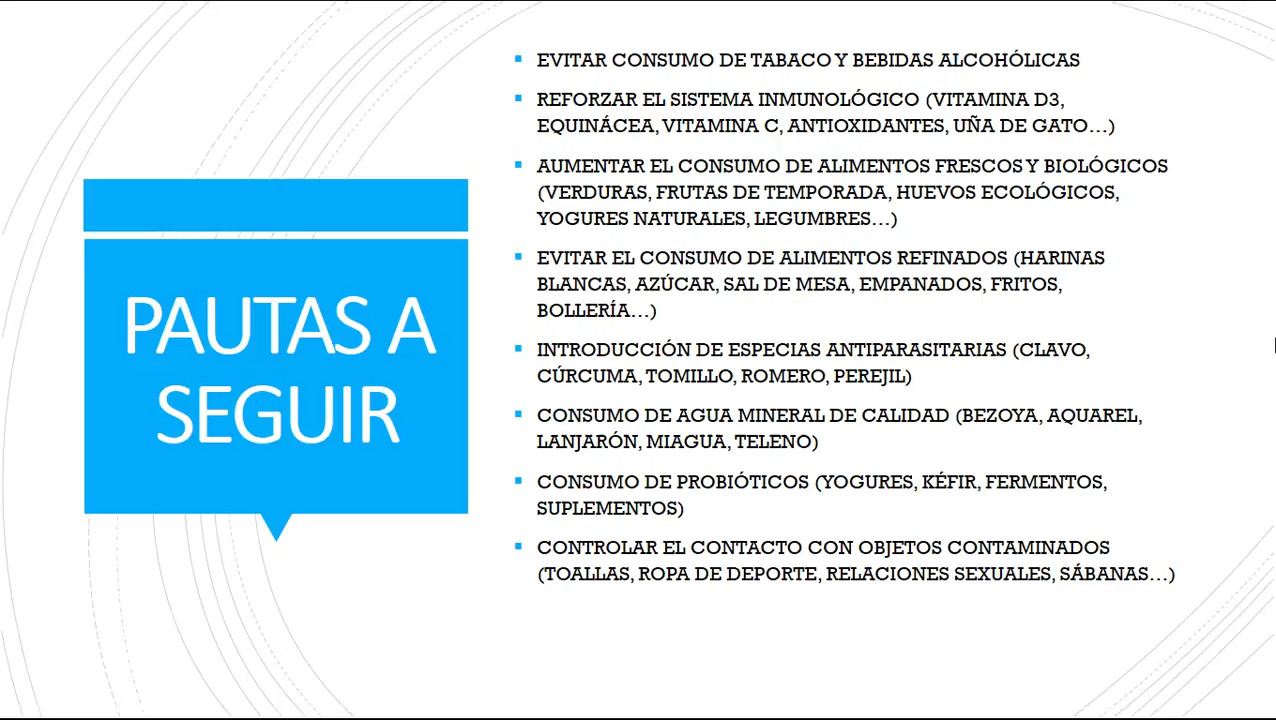 PAUTAS A
SEGUIR
EVITAR CONSUMO DE TABACO Y BEBIDAS ALCOHÓLICAS
REFORZAR EL SISTEMA INMUNOLÓGICO (VITAMINA D3,
EQUINÁCEA, VITAMINA C, ANTIOXIDANTES, UÑA DE GATO...)
AUMENTAR EL CONSUMO DE ALIMENTOS FRESCOS Y BIOLÓGICOS
(VERDURAS, FRUTAS DE TEMPORADA, HUEVOS ECOLÓGICOS,
YOGURES NATURALES, LEGUMBRES...)
EVITAR EL CONSUMO DE ALIMENTOS REFINADOS (HARINAS
BLANCAS, AZÚCAR, SAL DE MESA, EMPANADOS, FRITOS,
BOLLERÍA...)
INTRODUCCIÓN DE ESPECIAS ANTIPARASITARIAS (CLAVO,
CÚRCUMA, TOMILLO, ROMERO, PEREJIL)
CONSUMO DE AGUA MINERAL DE CALIDAD (BEZOYA, AQUAREL,
LANJARÓN, MIAGUA, TELENO)
CONSUMO DE PROBIÓTICOS (YOGURES, KÉFIR, FERMENTOS,
SUPLEMENTOS)
CONTROLAR EL CONTACTO CON OBJETOS CONTAMINADOS
(TOALLAS, ROPA DE DEPORTE, RELACIONES SEXUALES, SÁBANAS...)